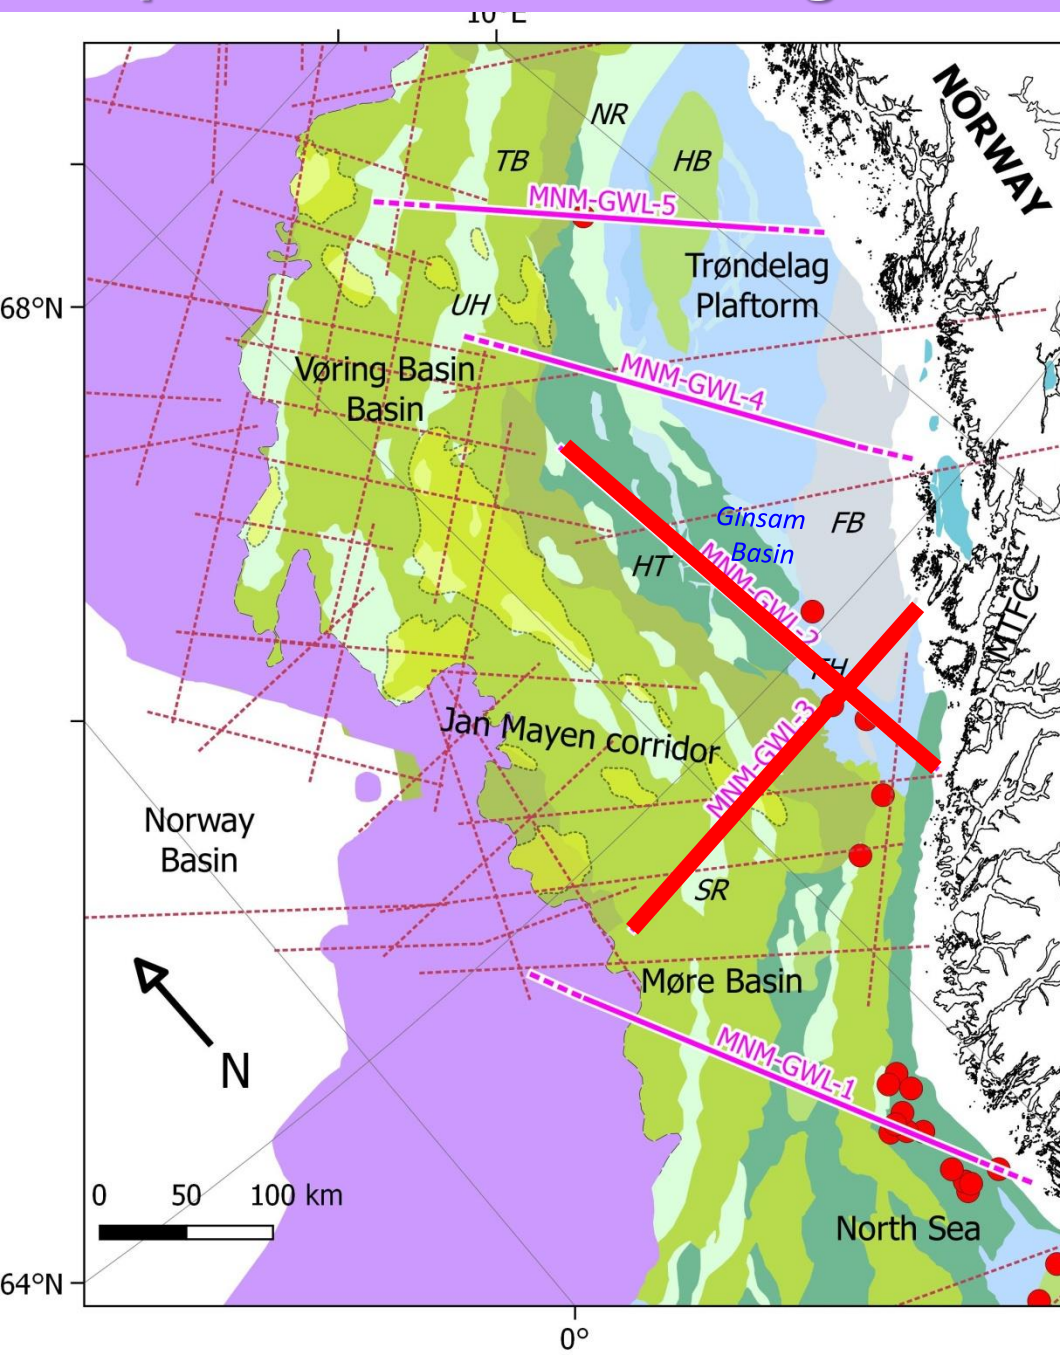 10°E
NORWAY
NR
TB
HB
MNM-GWL-5
Trøndelag
Plaftorm
68°N
UH
Vøring Basin
Basin
MNM-GWL-4
Ginsam
Basin
FB
HT
MNM-GWL-2
MTFC
FH
Jan Mayen corridor
MNM-GWL-3
Norway
Basin
SR
Møre Basin
N
MNM-GWL-1
0 50 100 km
North Sea
64°N
0°